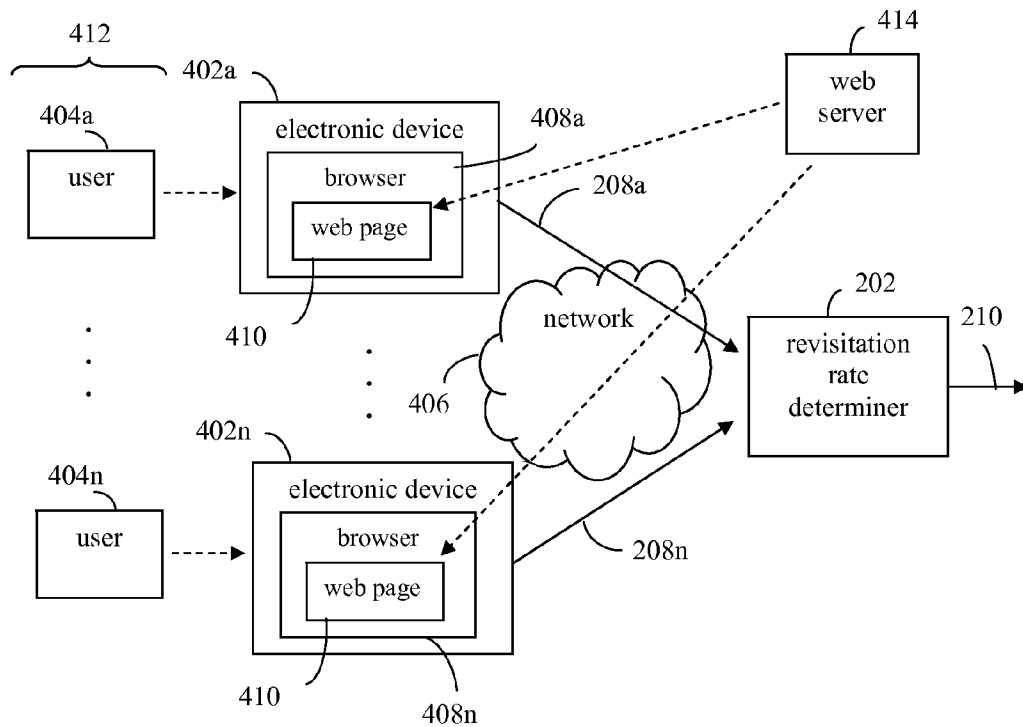 412
414
402a
web
server
404a
electronic device
408a
user
browser
208a
web page
network
202
210
410
revisitation
ratc
determiner
406
402n
404n
electronic device
user
browser
208n
web page
410
408n